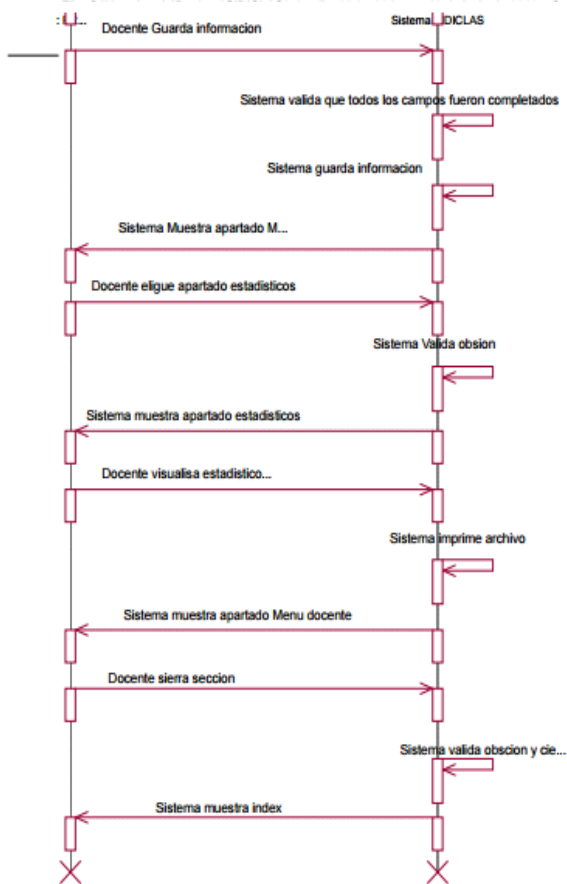 Docente Guarda informacion
Sistema DICLAS
Sistema valida que todos los campos fueron completados
Sistema guarda informacion
Sistema Muestra apartado M...
Docente eligue apartado estadisticos
Sistema Valida obsion
Sistema muestra apartado estadisticos
Docente visualisa estadistico...
Sistema imprime archivo
Sistema muestra apartado Menu docente
Docente sierra seccion
Sistema valida obscion y cie...
Sistema muestra index